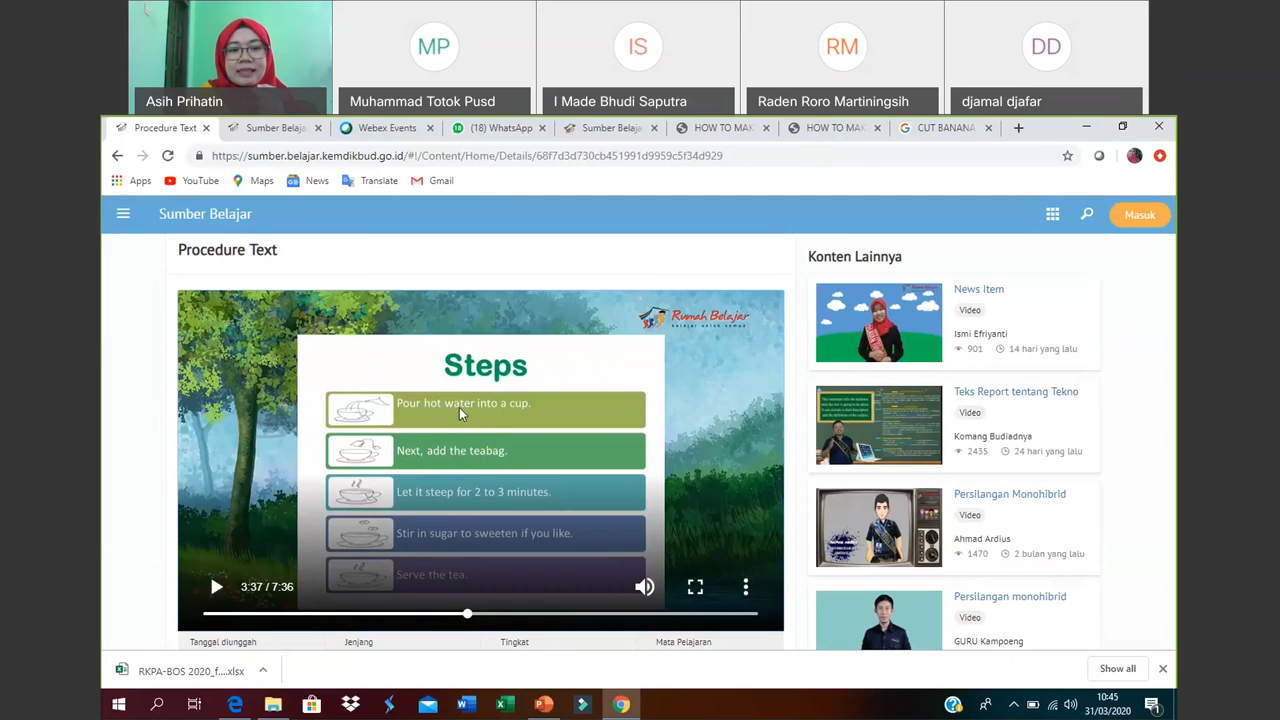 MP
IS
RM
DD
Asih Prihatin
Muhammad Totok Pusd
I Made Bhudi Saputra
Raden Roro Martiningsih
djamal djafar
Procedure Text
Sumber Belaja
Webex Events
(18) WhatsApp
Sumber Belaja
HOW TO MAK
HOW TO MAK
CUT BANANA
https://sumber.belajar.kemdikbud.go.id/#!/Content/Home/Details/68f7d3d730cb451991d9959c5f34d929
Apps
YouTube
Maps
News
Translate
Gmail
Sumber Belajar
Masuk
Procedure Text
Rumah Belajar
belajar untuk semua
Steps
Pour hot water into a cup.
Next, add the teabag.
Let it steep for 2 to 3 minutes.
Stir in sugar to sweeten if you like.
Serve the tea.
3:37 / 7:36
Tanggal diunggah
Jenjang
Tingkat
Mata Pelajaran
Konten Lainnya
News Item
Video
Ismi Efriyanti
901
14 hari yang lalu
Teks Report tentang Tekno
Video
Komang Budiadnya
2435
24 hari yang lalu
Persilangan Monohibrid
Video
Ahmad Ardius
1470
2 bulan yang lalu
Persilangan monohibrid
Video
GURU Kampoeng
RKPA-BOS 2020_f....xlsx
Show all
10:45
31/03/2020